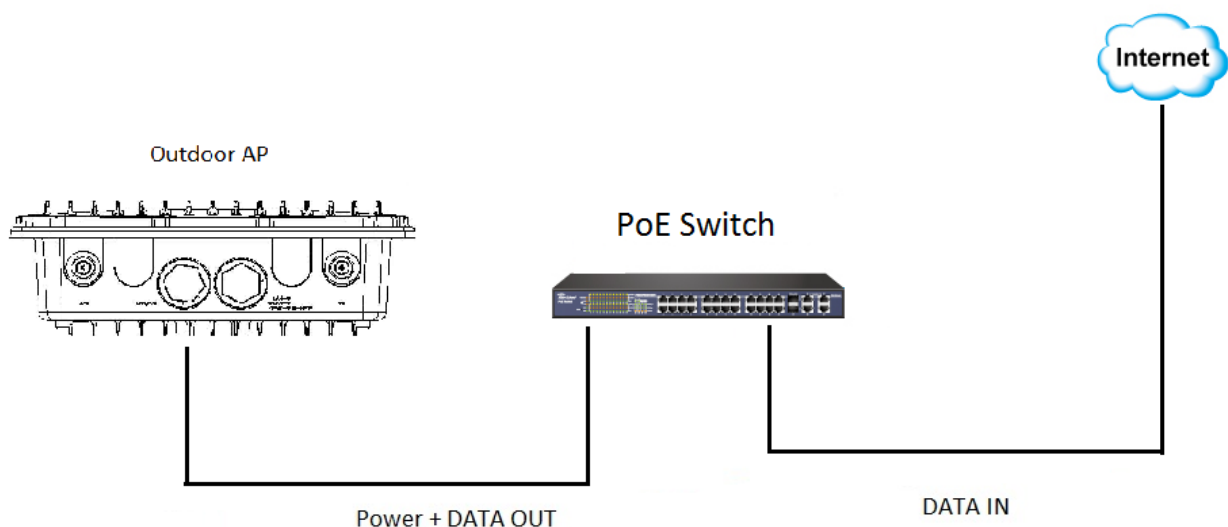 Internet
Outdoor AP
PoE Switch
Power + DATA OUT
DATA IN